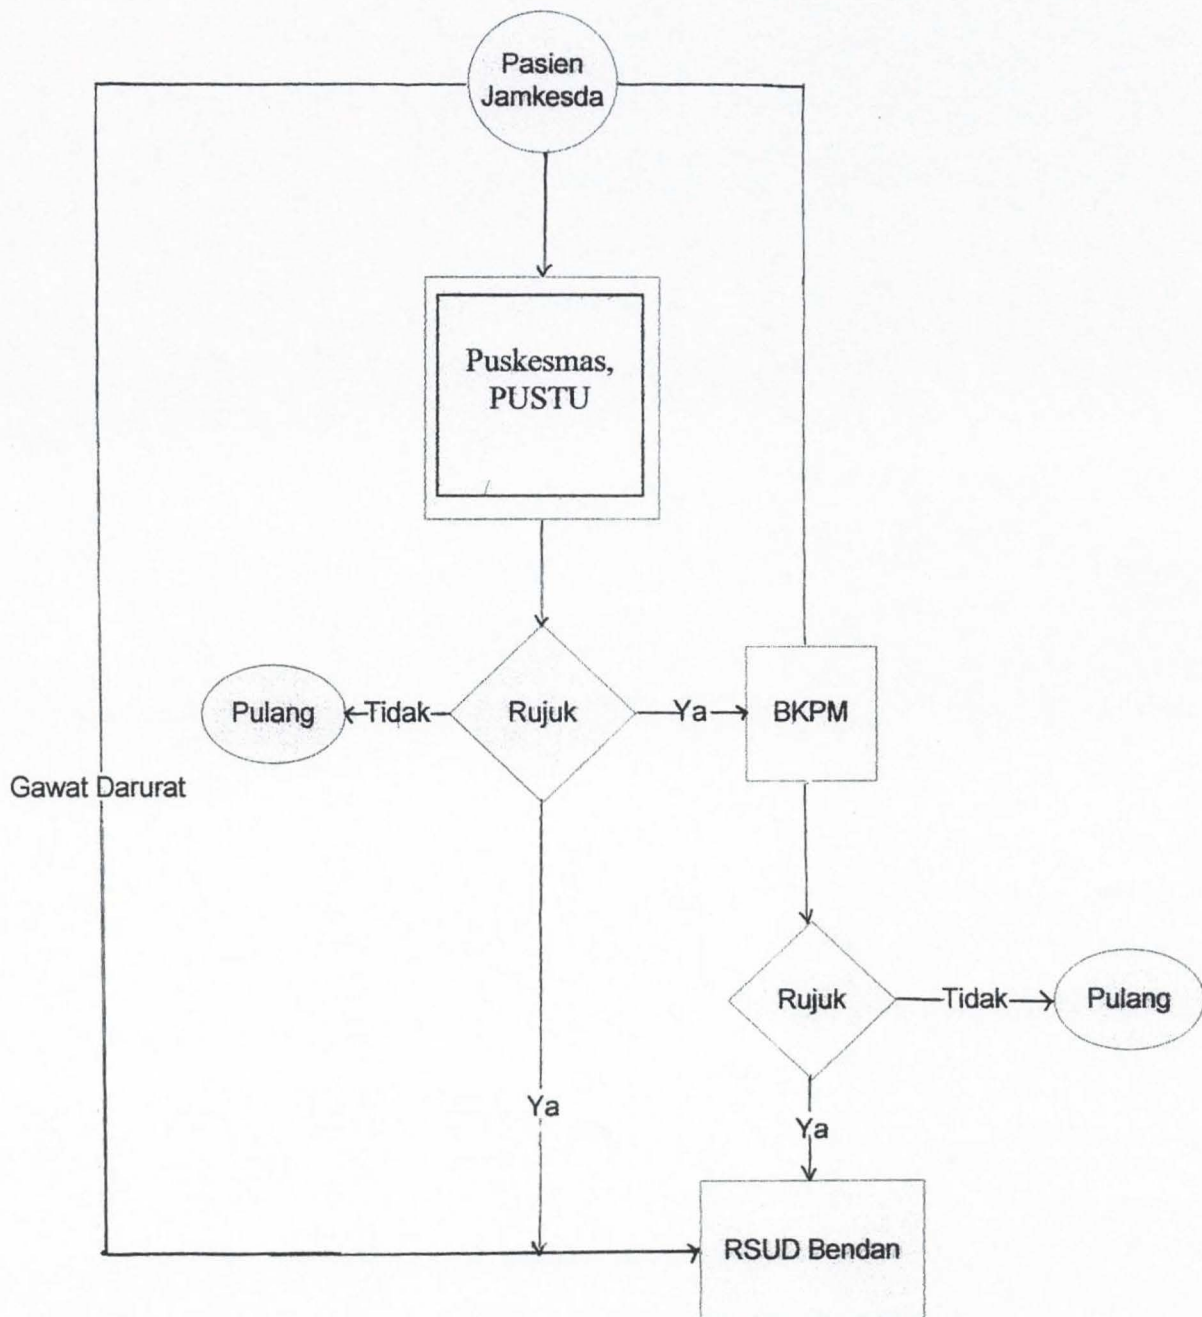 Pasien
Jamkesda
Puskesmas,
PUSTU
Pulang
Tidak
Rujuk
Ya
BKPM
Gawat Darurat
Rujuk
Tidak
Pulang
Ya
Ya
RSUD Bendan